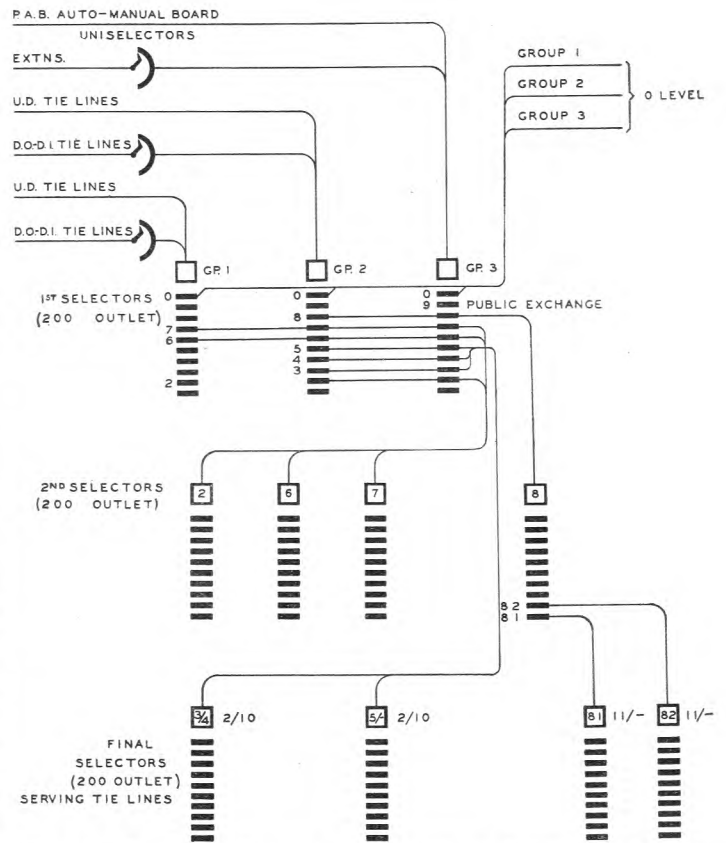 P.A.B. AUTO-MANUAL BOARD
UNISELECTORS
EXTNS.
U.D. TIE LINES
D.O-D.I. TIE LINES
U.D. TIE LINES
D.O-D.I. TIE LINES
GROUP 1
GROUP 2
GROUP 3
O LEVEL
GP. 1
GP. 2
GP. 3
1ST SELECTORS
(200 OUTLET)
0
7
6
2
0
8
5
4
3
0
9
PUBLIC EXCHANGE
2ND SELECTORS
(200 OUTLET)
2
6
7
8
82
81
3/4 2/10
5/- 2/10
81 11/-
82 11/-
FINAL
SELECTORS
(200 OUTLET)
SERVING TIE LINES